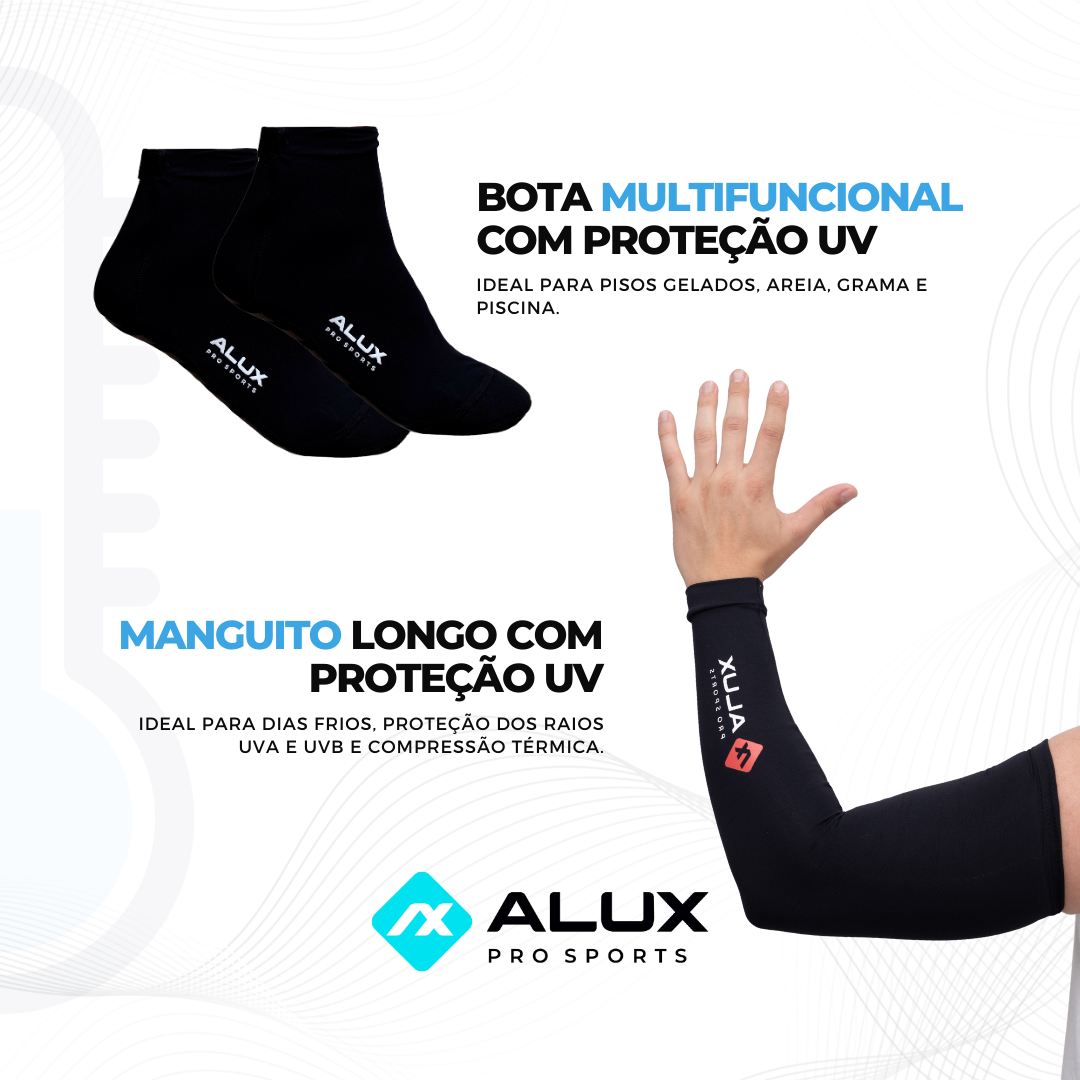 BOTA MULTIFUNCIONAL
COM PROTEÇÃO UV
IDEAL PARA PISOS GELADOS, AREIA, GRAMA E
PISCINA.
ALUX
PRO SPORTS
ALUX
PRO SPORTS
MANGUITO LONGO COM
PROTEÇÃO UV
IDEAL PARA DIAS FRIOS, PROTEÇÃO DOS RAIOS
UVA E UVB E COMPRESSÃO TÉRMICA.
ALUX
PRO SPORTS
ALUX
PRO SPORTS